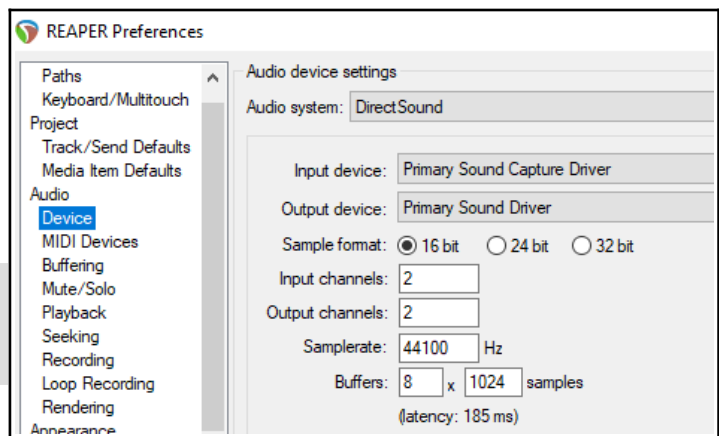 REAPER Preferences
Paths
Keyboard/Multitouch
Project
Track/Send Defaults
Media Item Defaults
Audio
Device
MIDI Devices
Buffering
Mute/Solo
Playback
Seeking
Recording
Loop Recording
Rendering
Appearance
Audio device settings
Audio system: DirectSound
Input device: Primary Sound Capture Driver
Output device: Primary Sound Driver
Sample format: 16 bit 24 bit 32 bit
Input channels: 2
Output channels: 2
Samplerate: 44100 Hz
Buffers: 8 x 1024 samples
(latency: 185 ms)